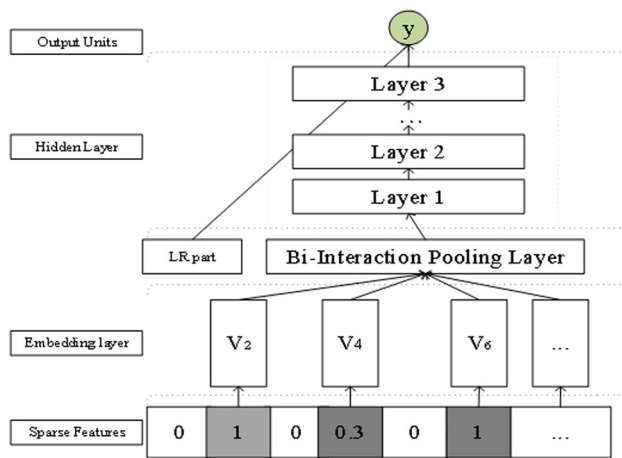 y
Output Units
Layer 3
...
Hidden Layer
Layer 2
Layer 1
LR part
Bi-Interaction Pooling Layer
Embedding layer
V2 V4 V6 ...
Sparse Features
0 1 0 0.3 0 1 ...